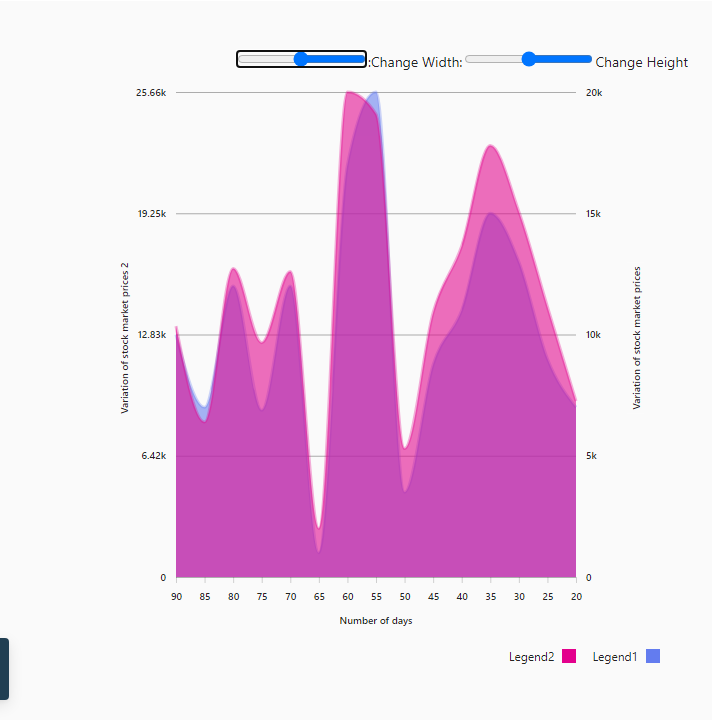 :Change Width: Change Height
25.66k 20k
19.25k 15k
12.83k 10k
6.42k 5k
0 0
Variation of stock market prices 2
Variation of stock market prices
90 85 80 75 70 65 60 55 50 45 40 35 30 25 20
Number of days
Legend2 Legend1